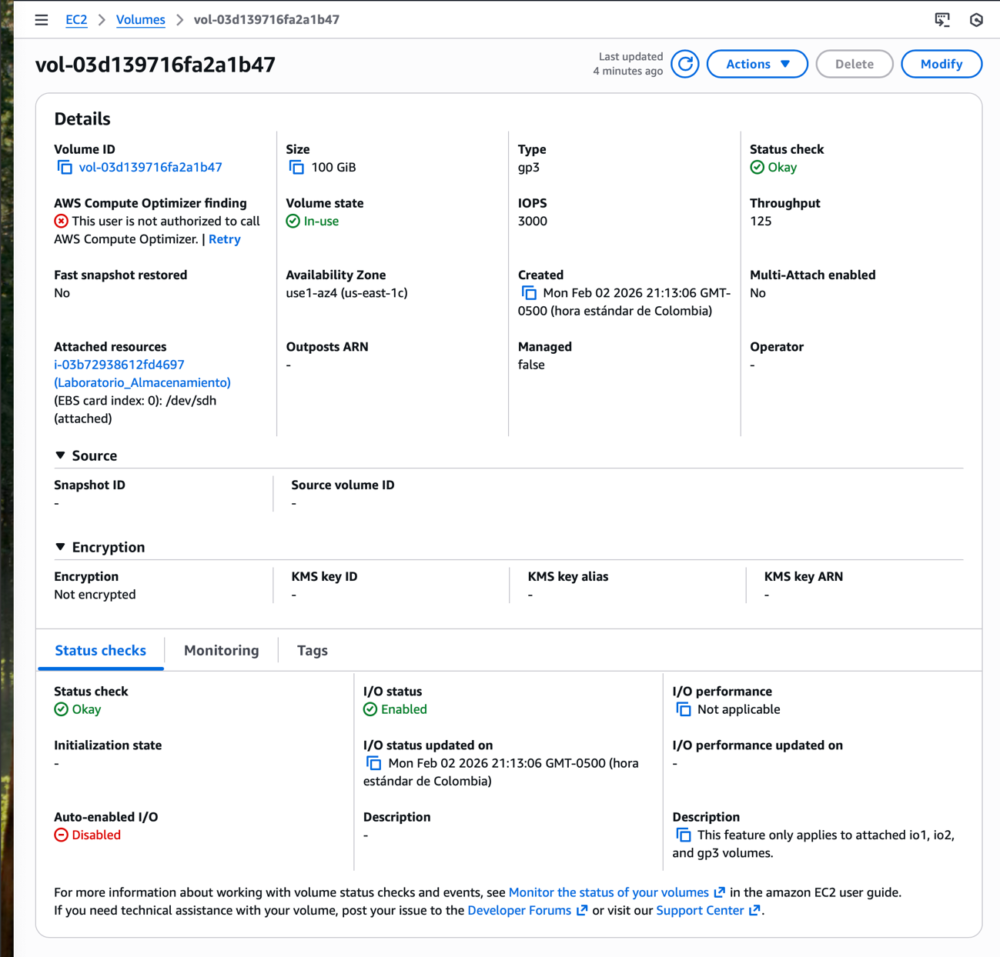 EC2 > Volumes > vol-03d139716fa2a1b47
vol-03d139716fa2a1b47
Last updated
4 minutes ago
Actions
Delete
Modify
Details
Volume ID
vol-03d139716fa2a1b47
Size
100 GiB
Type
gp3
Status check
Okay
AWS Compute Optimizer finding
This user is not authorized to call
AWS Compute Optimizer. | Retry
Volume state
In-use
IOPS
3000
Throughput
125
Fast snapshot restored
No
Availability Zone
use1-az4 (us-east-1c)
Created
Mon Feb 02 2026 21:13:06 GMT-
0500 (hora estándar de Colombia)
Multi-Attach enabled
No
Attached resources
i-03b72938612fd4697
(Laboratorio_Almacenamiento)
(EBS card index: 0): /dev/sdh
(attached)
Outposts ARN
-
Managed
false
Operator
-
Source
Snapshot ID
-
Source volume ID
-
Encryption
Encryption
Not encrypted
KMS key ID
-
KMS key alias
-
KMS key ARN
-
Status checks
Monitoring
Tags
Status check
Okay
I/O status
Enabled
I/O performance
Not applicable
Initialization state
-
I/O status updated on
Mon Feb 02 2026 21:13:06 GMT-0500 (hora
estándar de Colombia)
I/O performance updated on
-
Auto-enabled I/O
Disabled
Description
-
Description
This feature only applies to attached io1, io2,
and gp3 volumes.
For more information about working with volume status checks and events, see Monitor the status of your volumes in the amazon EC2 user guide.
If you need technical assistance with your volume, post your issue to the Developer Forums or visit our Support Center.